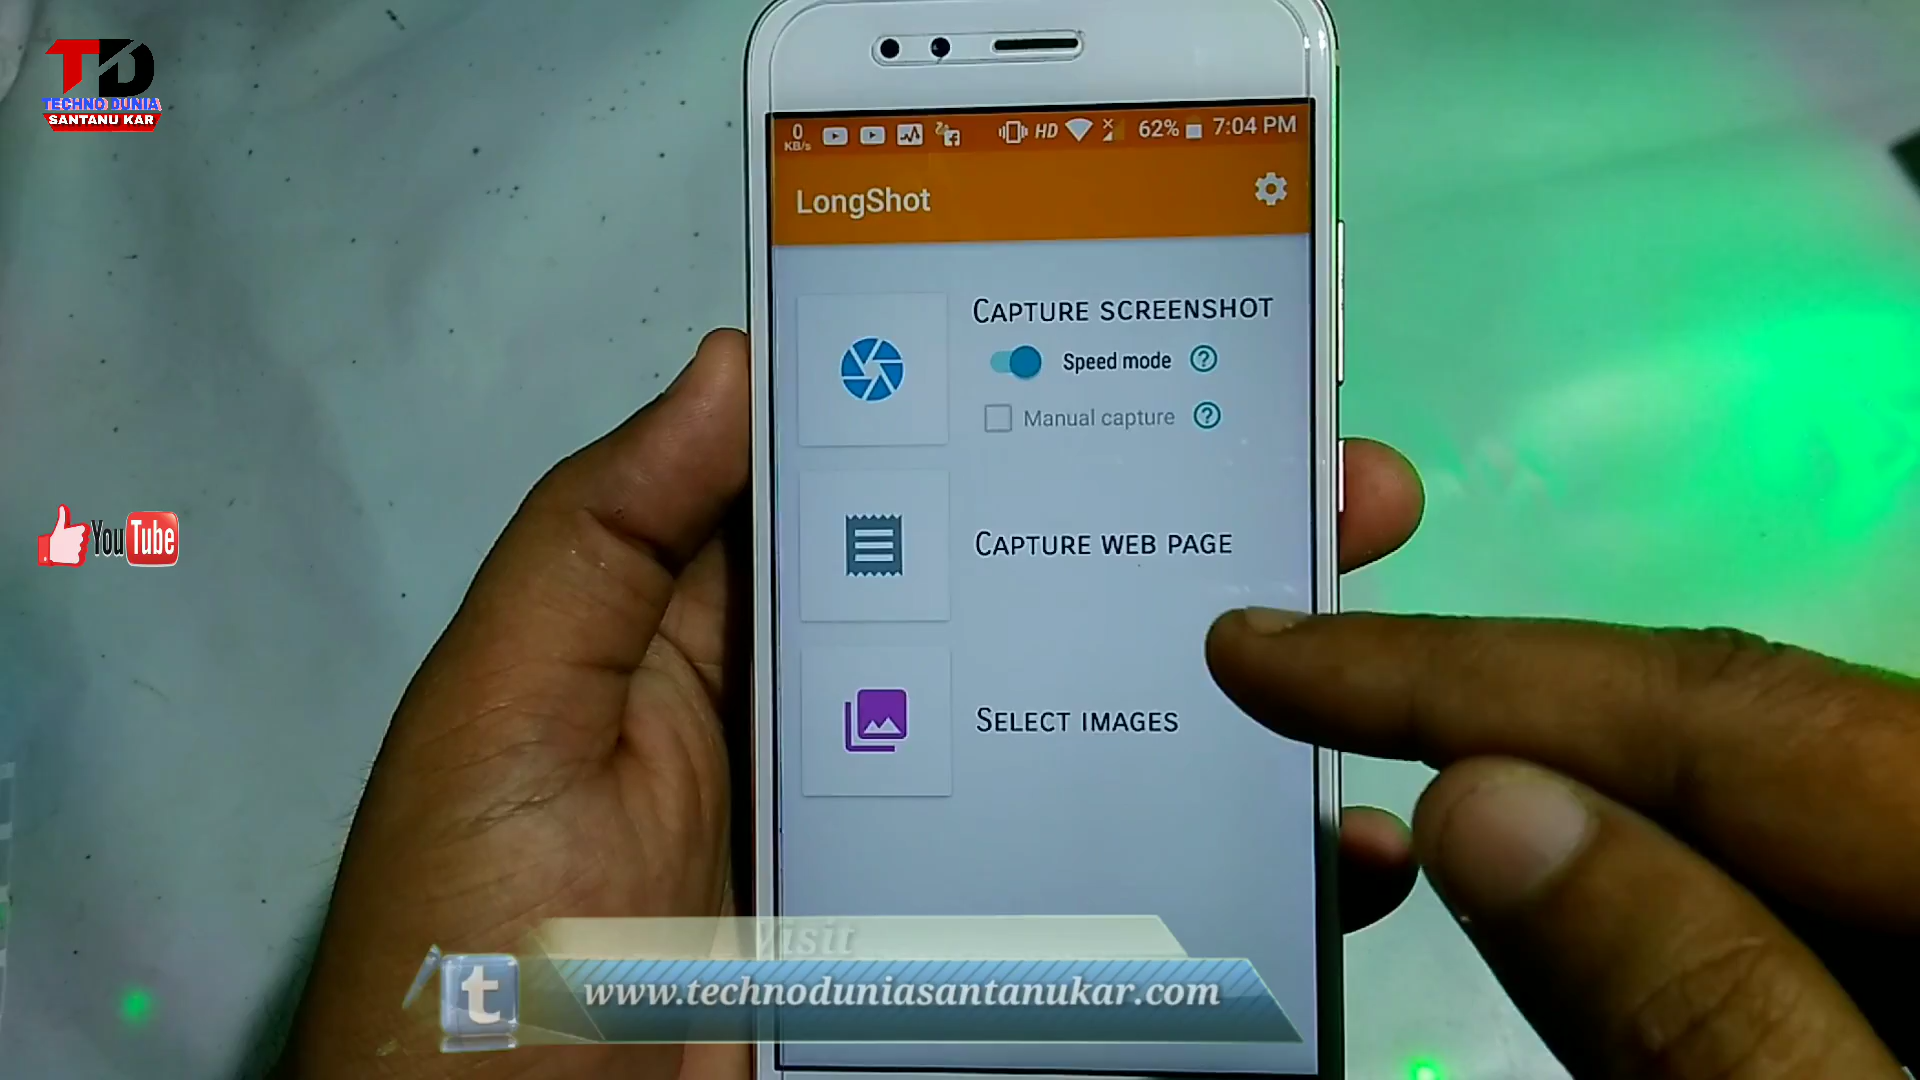 TD
TECHNO DUNIA
SANTANU KAR
0
KB/s
HD
62%
7:04 PM
LongShot
CAPTURE SCREENSHOT
Speed mode ?
Manual capture ?
CAPTURE WEB PAGE
SELECT IMAGES
YouTube
Visit
t
www.technoduniasantanukar.com